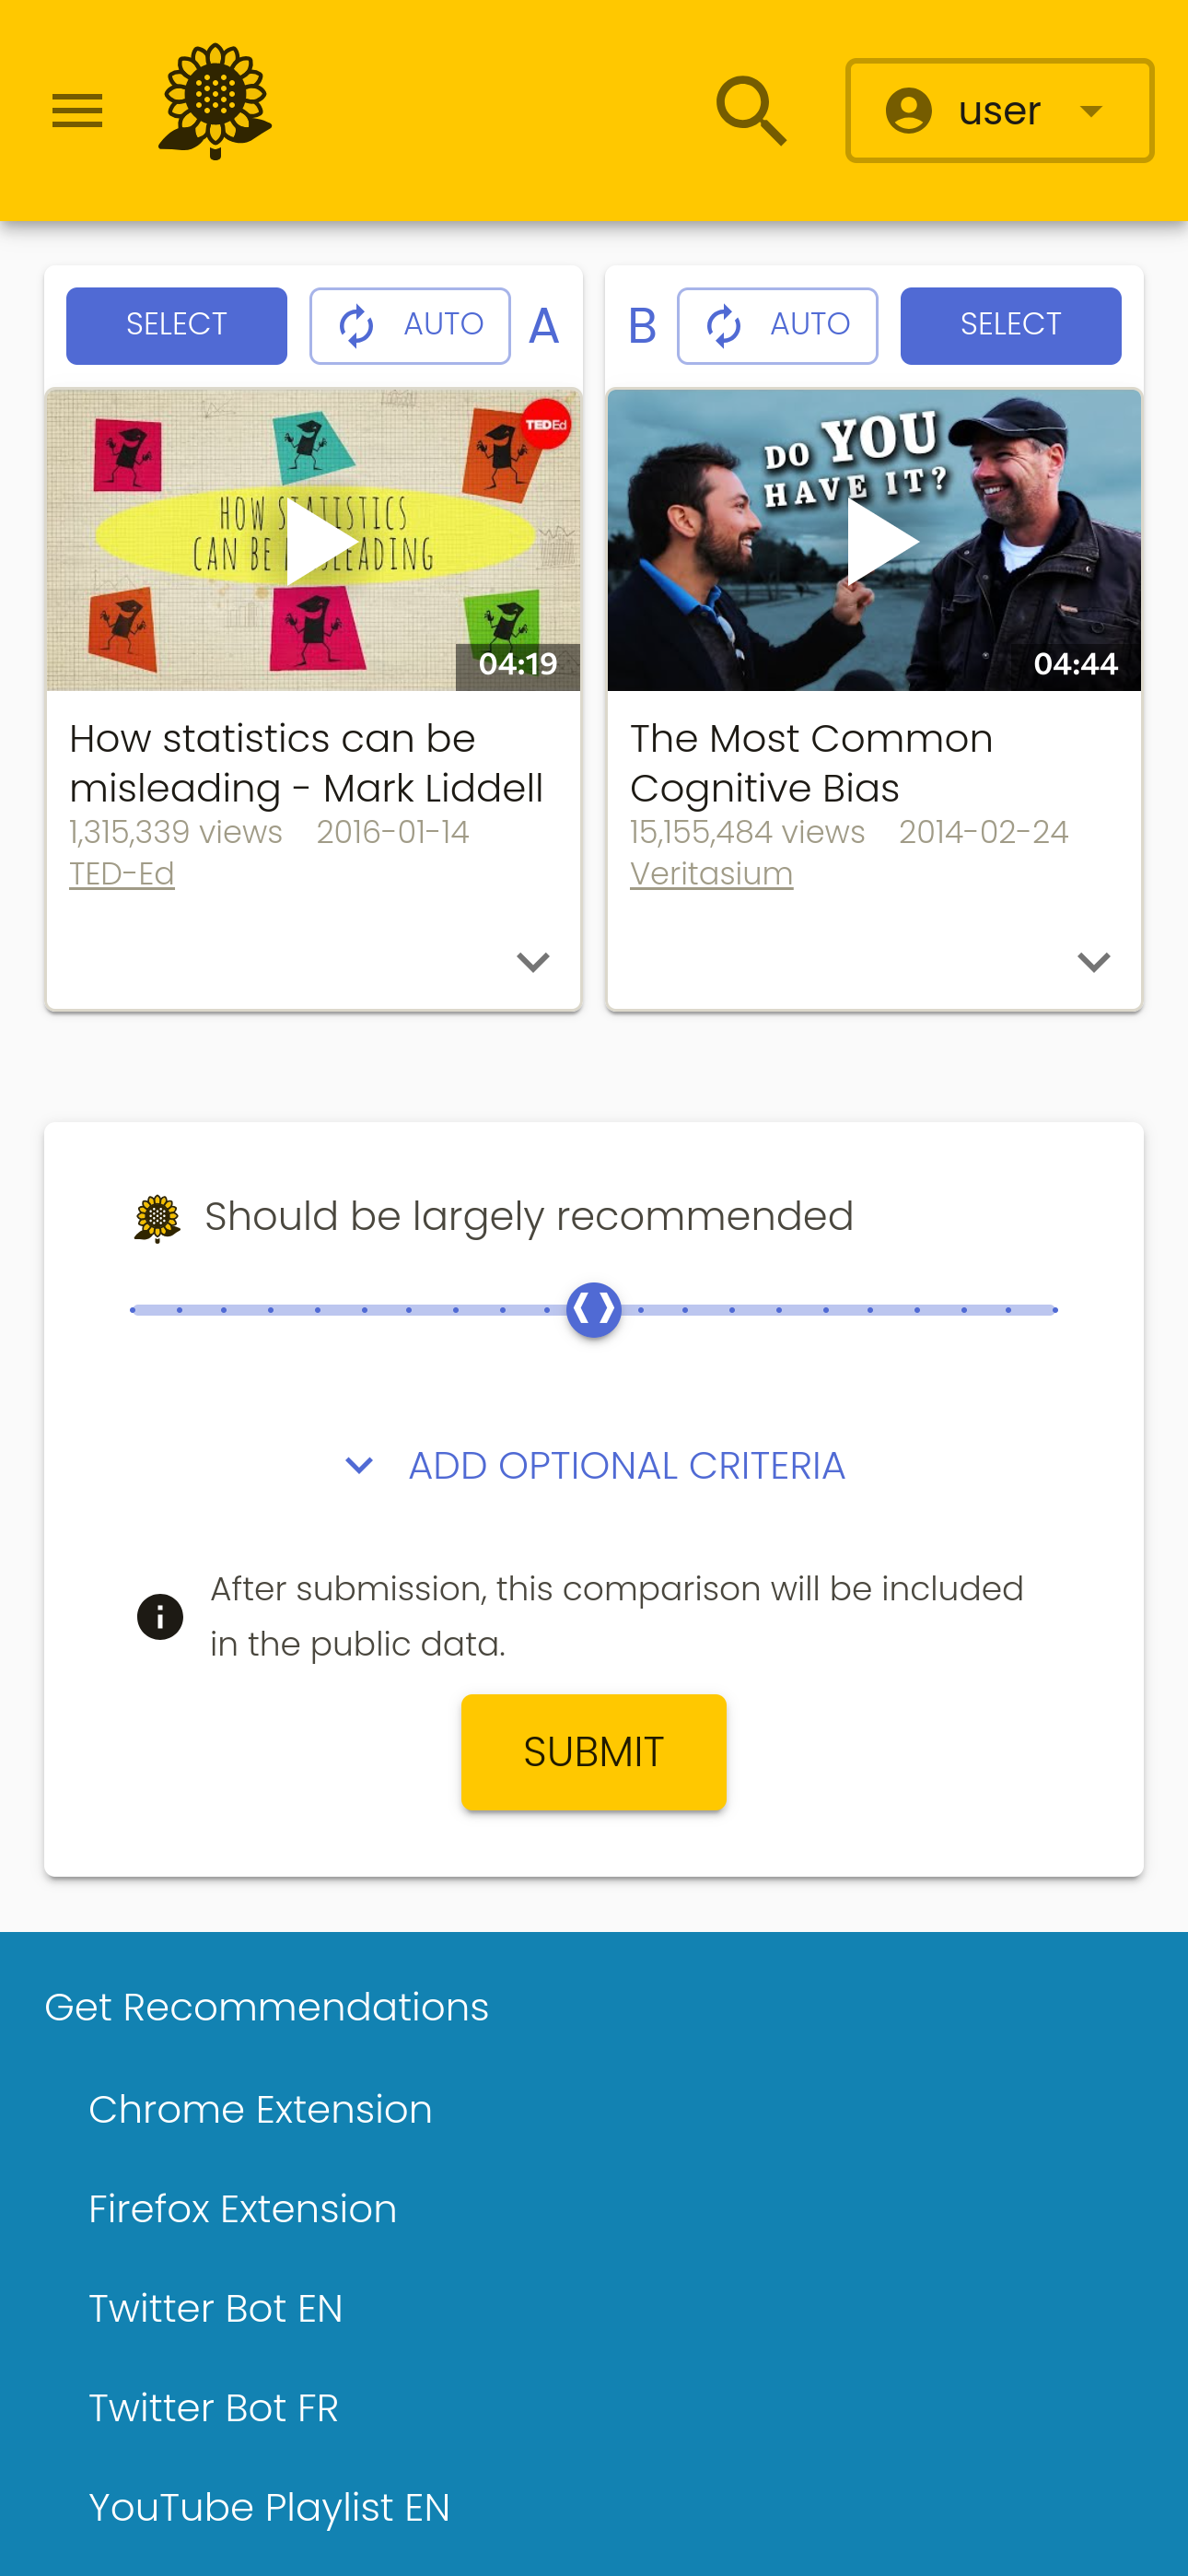 user
SELECT
AUTO
A
B
AUTO
SELECT
TEDEd
HOW STATISTICS
CAN BE MISLEADING
04:19
DO YOU
HAVE IT?
04:44
How statistics can be
misleading - Mark Liddell
1,315,339 views 2016-01-14
TED-Ed
The Most Common
Cognitive Bias
15,155,484 views 2014-02-24
Veritasium
Should be largely recommended
ADD OPTIONAL CRITERIA
After submission, this comparison will be included
in the public data.
SUBMIT
Get Recommendations
Chrome Extension
Firefox Extension
Twitter Bot EN
Twitter Bot FR
YouTube Playlist EN